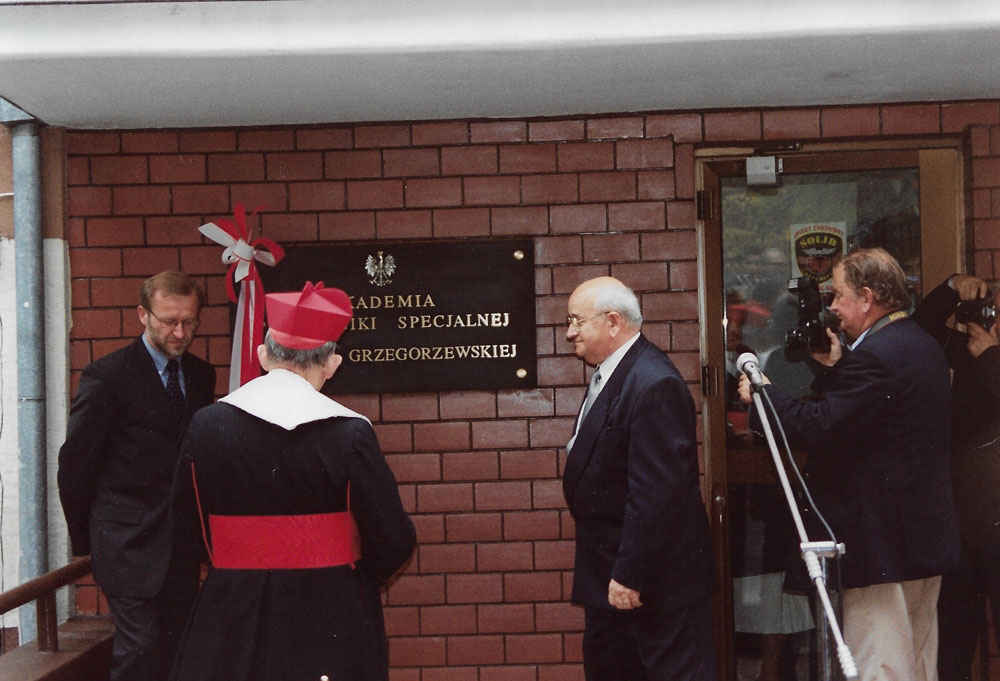 KADEMIA
IKI SPECJALNEJ
GRZEGORZEWSKIEJ
SOLID